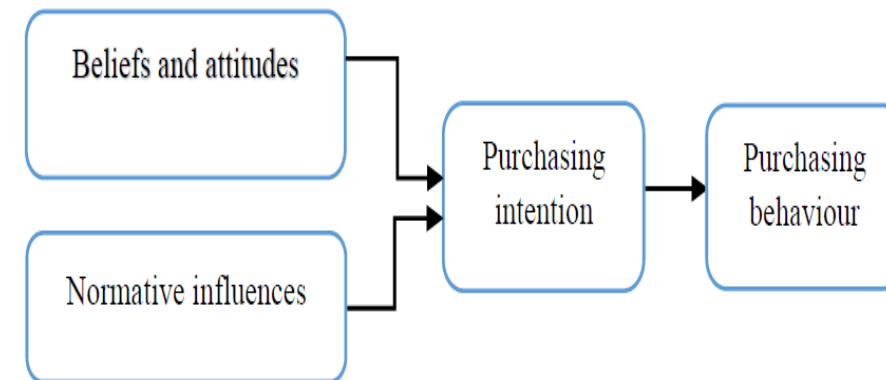 Beliefs and attitudes
Normative influences
Purchasing
intention
Purchasing
behaviour